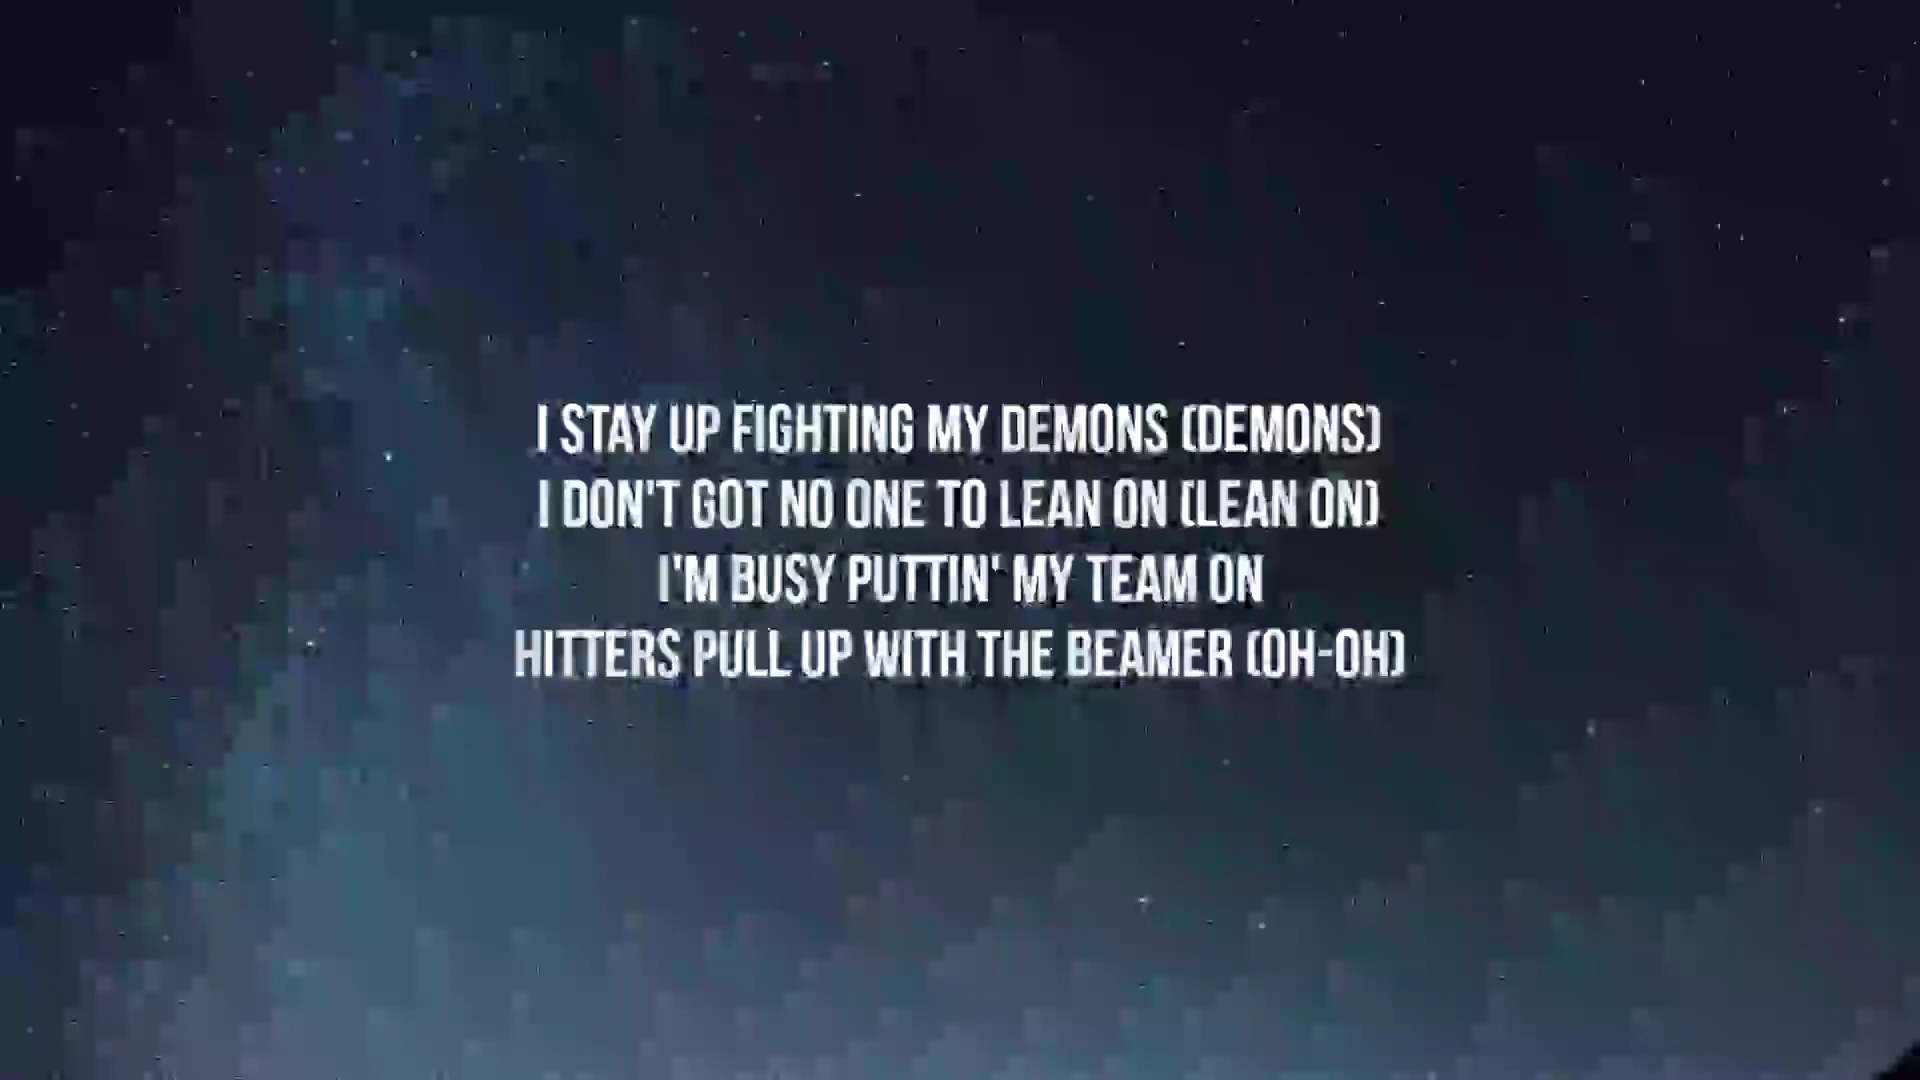 I STAY UP FIGHTING MY DEMONS (DEMONS)
I DON'T GOT NO ONE TO LEAN ON (LEAN ON)
I'M BUSY PUTTIN' MY TEAM ON
HITTERS PULL UP WITH THE BEAMER (OH-OH)